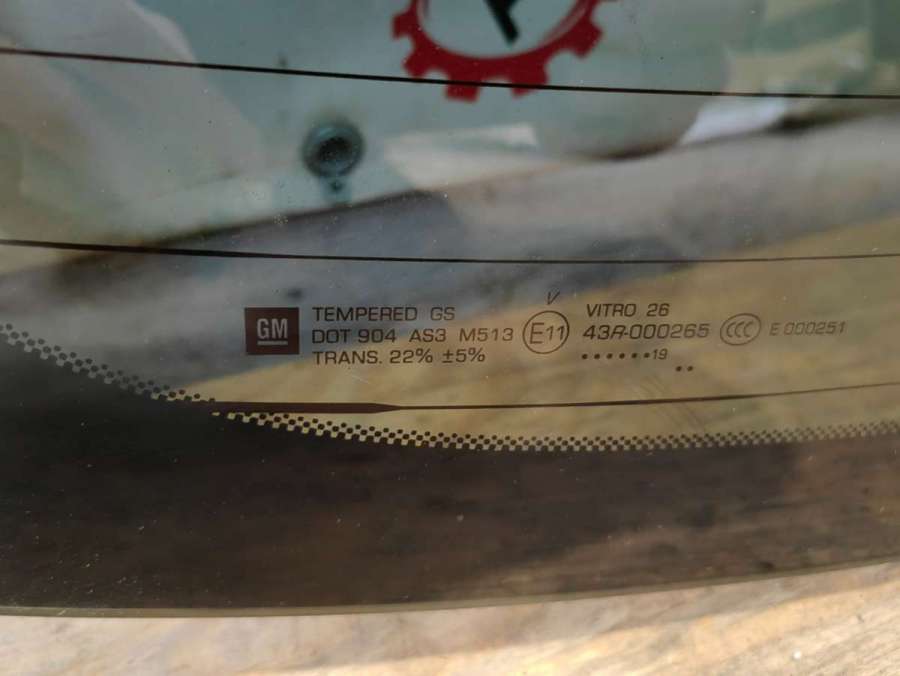 GM
TEMPERED GS
DOT 904 AS3 M513
TRANS. 22% ±5%
V
E11
VITRO 26
43R-000265
......19
..
CCC
E 000251